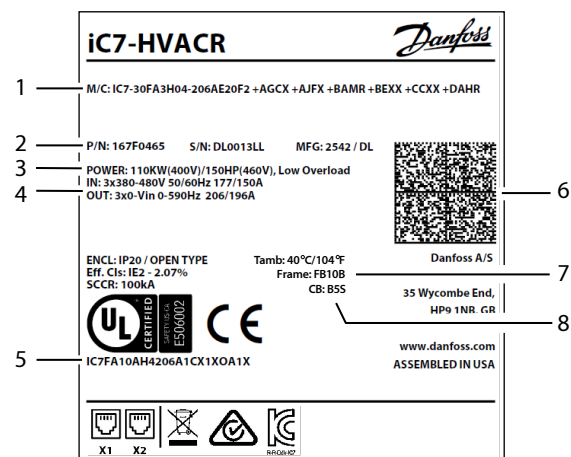 iC7-HVACR
Danfoss
1
M/C: IC7-30FA3H04-206AE20F2 +AGCX +AJFX +BAMR +BEXX +CCXX +DAHR
2
P/N: 167F0465 S/N: DL0013LL MFG: 2542 / DL
3
POWER: 110KW(400V)/150HP(460V), Low Overload
4
IN: 3x380-480V 50/60Hz 177/150A
OUT: 3x0-Vin 0-590Hz 206/196A
6
ENCL: IP20 / OPEN TYPE Tamb: 40°C/104°F Danfoss A/S
Eff. Cls: IE2 - 2.07% Frame: FB10B 7
SCCR: 100kA CB: B5S 35 Wycombe End,
HP9 1NB, GB
8
UL CERTIFIED SAFETY US-CA E506002 CE
www.danfoss.com
5
IC7FA10AH4206A1CX1XOA1X ASSEMBLED IN USA
X1 X2